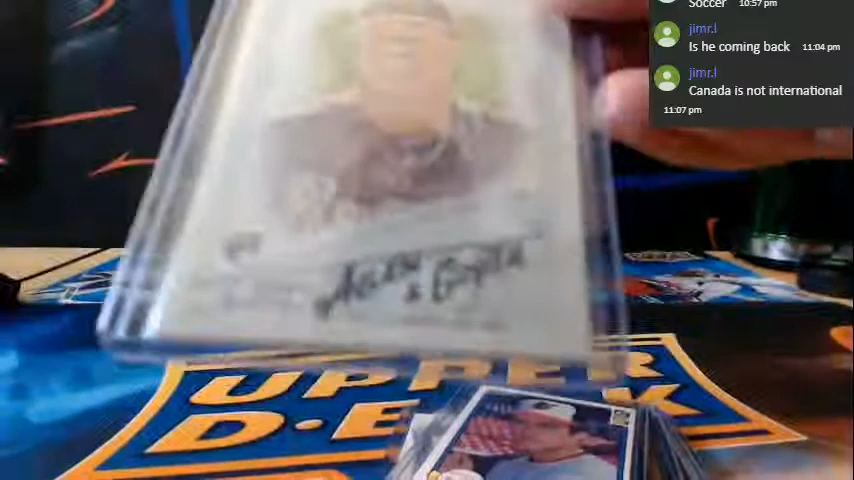 Soccer 10:57 pm
jimr.l
Is he coming back 11:04 pm
jimr.l
Canada is not international
11:07 pm
ALLEN
& GINTER
UPPER
D·E K